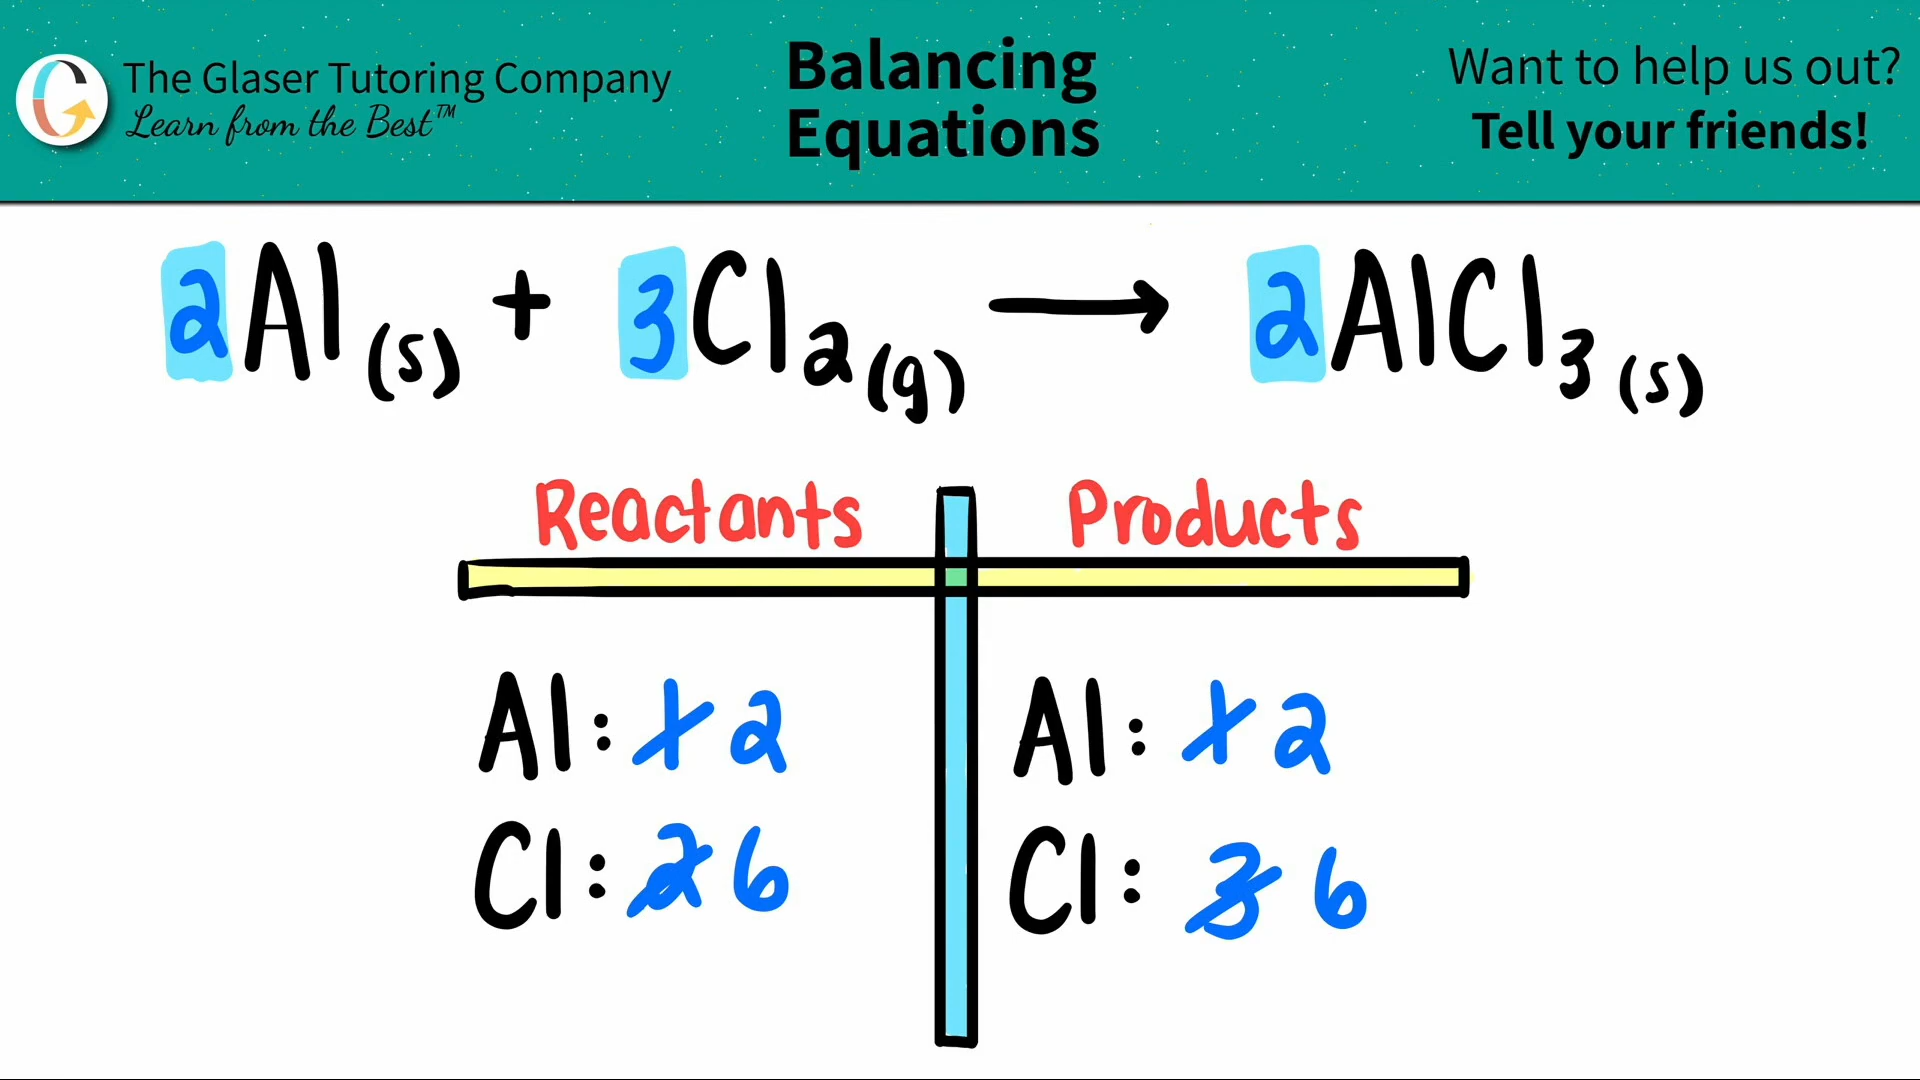 The Glaser Tutoring Company
Learn from the Best™
Balancing
Equations
Want to help us out?
Tell your friends!
2Al(s) + 3Cl2(g) → 2AlCl3(s)
Reactants Products
Al: 1 2 Al: 1 2
Cl: 2 6 Cl: 3 6